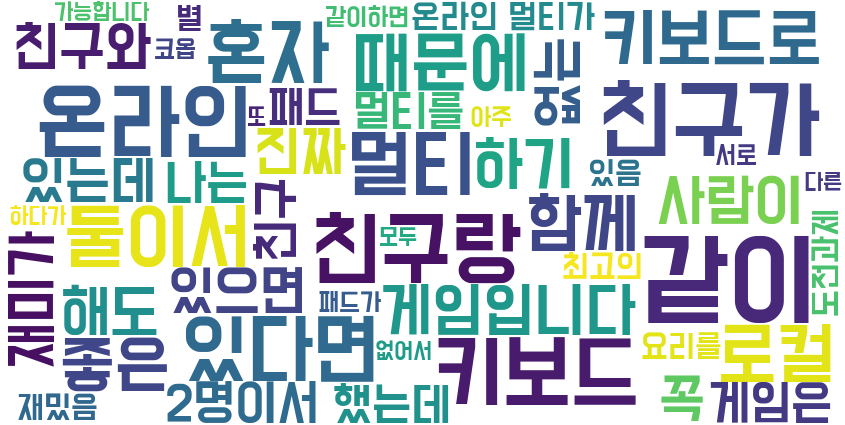 가능합니다
별
같이하면
온라인 멀티가
키보드로
친구와
코옵
혼자
때문에
없는
온라인
또
패드
멀티를
아주
친구가
진짜
멀티
하기
서로
있는데
나는
있음
사람이
다른
하다가
둘이서
친구
친구랑
모두
함께
최고의
같이
도전과제
재미가
해도
있으면
패드가
게임입니다
좋은
있다면
없어서
키보드
요리를
로컬
재밌음
2명이서
했는데
꼭
게임은